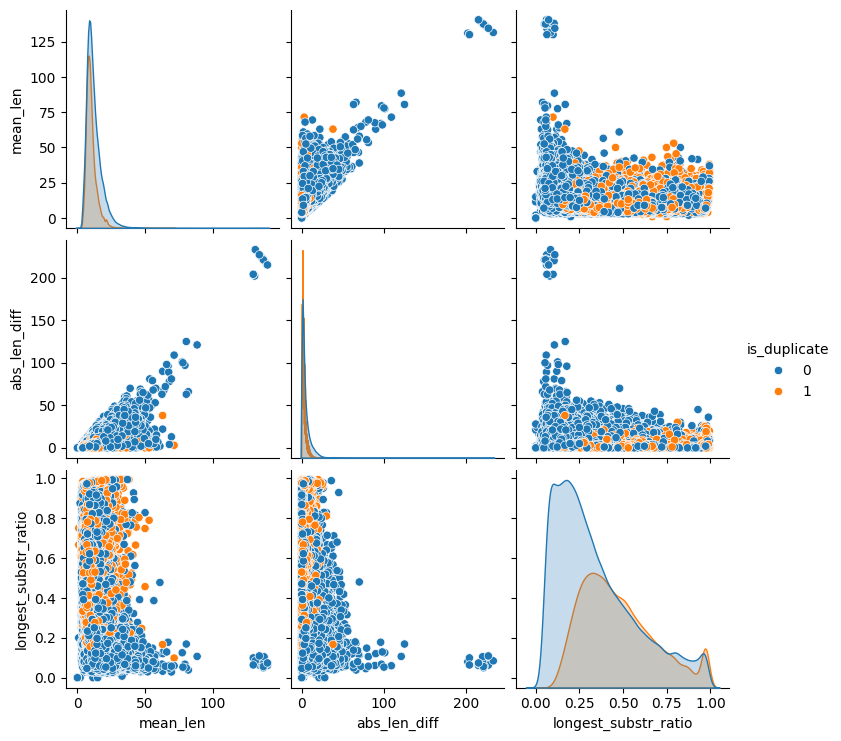 mean_len
125
100
75
50
25
0
abs_len_diff
200
150
100
50
0
longest_substr_ratio
1.0
0.8
0.6
0.4
0.2
0.0
0 50 100
mean_len
0 100 200
abs_len_diff
0.00 0.25 0.50 0.75 1.00
longest_substr_ratio
is_duplicate
0
1